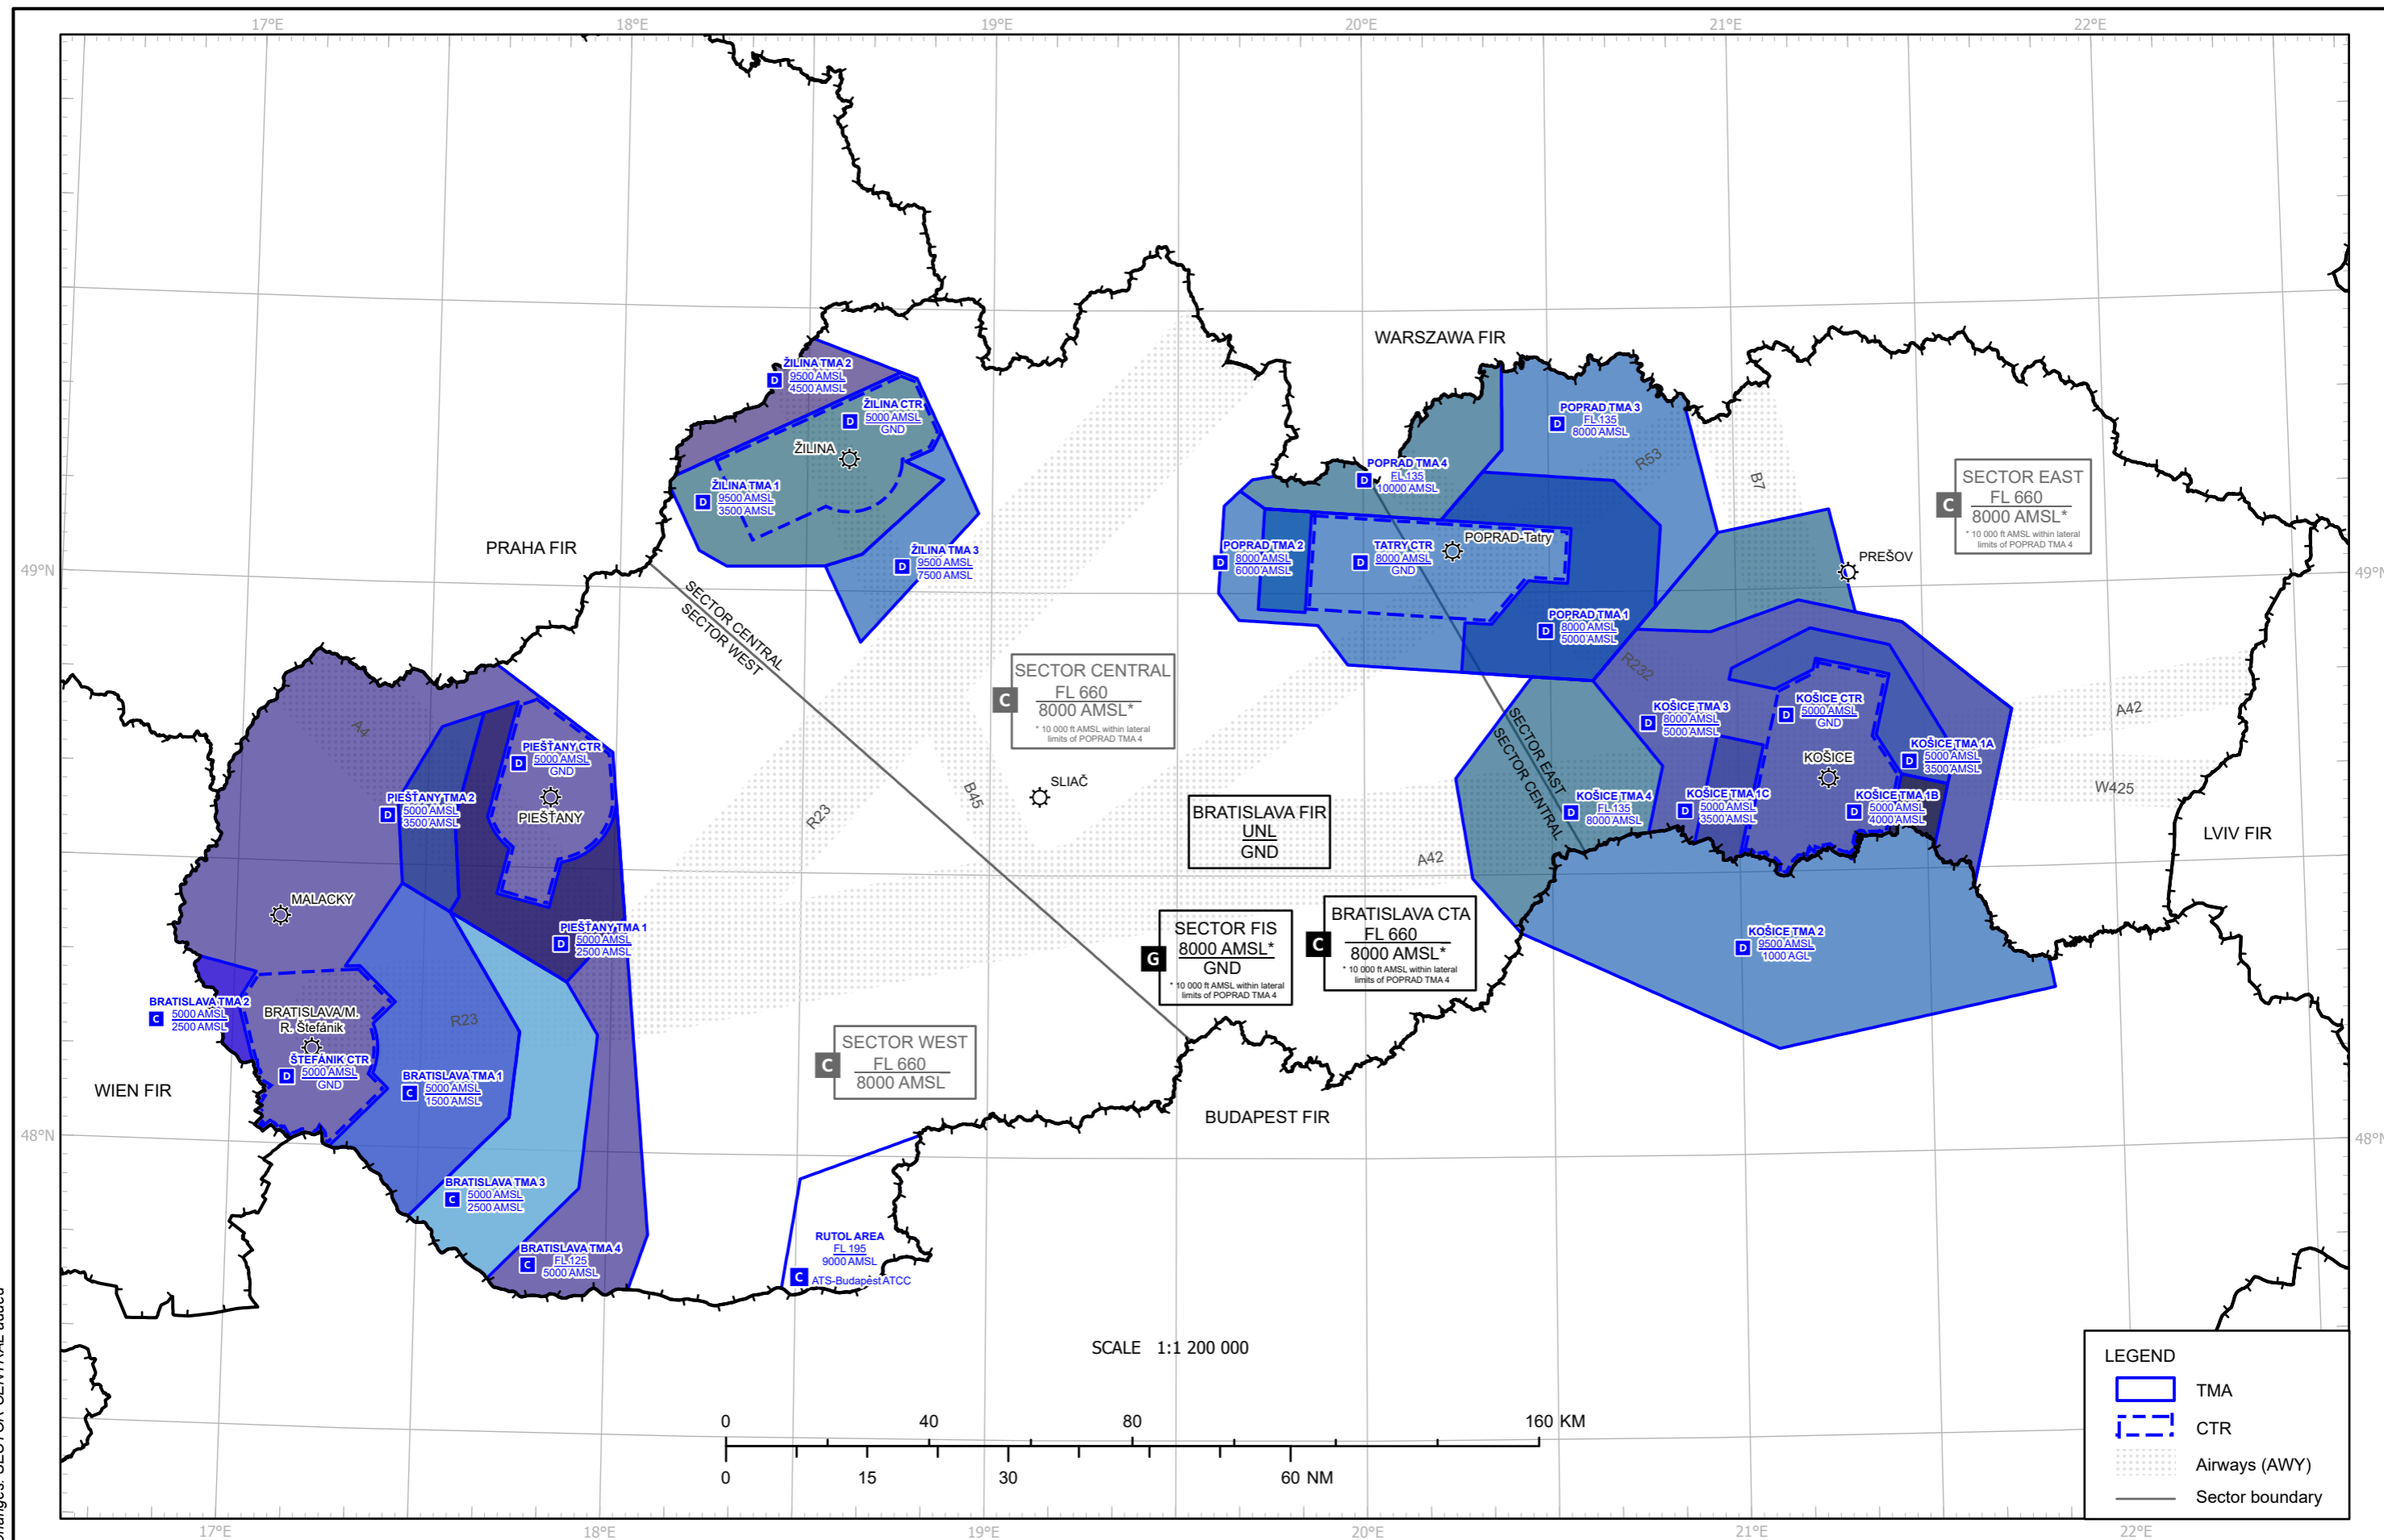 17°E 18°E 19°E 20°E 21°E 22°E
WARSZAWA FIR
ŽILINA TMA 2
D
9500 AMSL
4500 AMSL
ŽILINA CTR
D
5000 AMSL
GND
ŽILINA
ŽILINA TMA 1
D
9500 AMSL
3500 AMSL
ŽILINA TMA 3
D
9500 AMSL
7500 AMSL
PRAHA FIR
POPRAD TMA 3
D
FL 135
8000 AMSL
R53
B7
POPRAD TMA 4
D
FL 135
10000 AMSL
POPRAD TMA 2
D
8000 AMSL
6000 AMSL
TATRY CTR
D
8000 AMSL
GND
POPRAD-Tatry
POPRAD TMA 1
D
8000 AMSL
5000 AMSL
SECTOR EAST
C
FL 660
8000 AMSL*
* 10 000 ft AMSL within lateral
limits of POPRAD TMA 4
PREŠOV
49°N
49°N
SECTOR CENTRAL
SECTOR WEST
SECTOR CENTRAL
C
FL 660
8000 AMSL*
* 10 000 ft AMSL within lateral
limits of POPRAD TMA 4
R232
KOŠICE TMA 3
D
8000 AMSL
5000 AMSL
KOŠICE CTR
D
5000 AMSL
GND
KOŠICE
KOŠICE TMA 1A
D
5000 AMSL
3500 AMSL
KOŠICE TMA 1C
D
5000 AMSL
3500 AMSL
KOŠICE TMA 1B
D
5000 AMSL
4000 AMSL
KOŠICE TMA 4
D
FL 135
8000 AMSL
SECTOR EAST
SECTOR CENTRAL
A42
W425
LVIV FIR
A4
PIEŠŤANY CTR
D
5000 AMSL
GND
PIEŠŤANY
PIEŠŤANY TMA 2
D
5000 AMSL
3500 AMSL
PIEŠŤANY TMA 1
D
5000 AMSL
2500 AMSL
MALACKY
R23
B45
SLIAČ
BRATISLAVA FIR
UNL
GND
A42
SECTOR FIS
G
8000 AMSL*
GND
* 10 000 ft AMSL within lateral
limits of POPRAD TMA 4
BRATISLAVA CTA
C
FL 660
8000 AMSL*
* 10 000 ft AMSL within lateral
limits of POPRAD TMA 4
KOŠICE TMA 2
D
9500 AMSL
1000 AGL
BRATISLAVA TMA 2
C
5000 AMSL
2500 AMSL
BRATISLAVA/M.
R. Štefánik
R23
ŠTEFÁNIK CTR
D
5000 AMSL
GND
BRATISLAVA TMA 1
C
5000 AMSL
1500 AMSL
WIEN FIR
SECTOR WEST
C
FL 660
8000 AMSL
BUDAPEST FIR
48°N
48°N
BRATISLAVA TMA 3
C
5000 AMSL
2500 AMSL
BRATISLAVA TMA 4
C
FL 125
5000 AMSL
RUTOL AREA
FL 195
9000 AMSL
C
ATS-Budapest ATCC
SCALE 1:1 200 000
0 40 80 160 KM
0 15 30 60 NM
LEGEND
TMA
CTR
Airways (AWY)
Sector boundary
17°E 18°E 19°E 20°E 21°E 22°E
Changes: SECTOR CENTRAL added